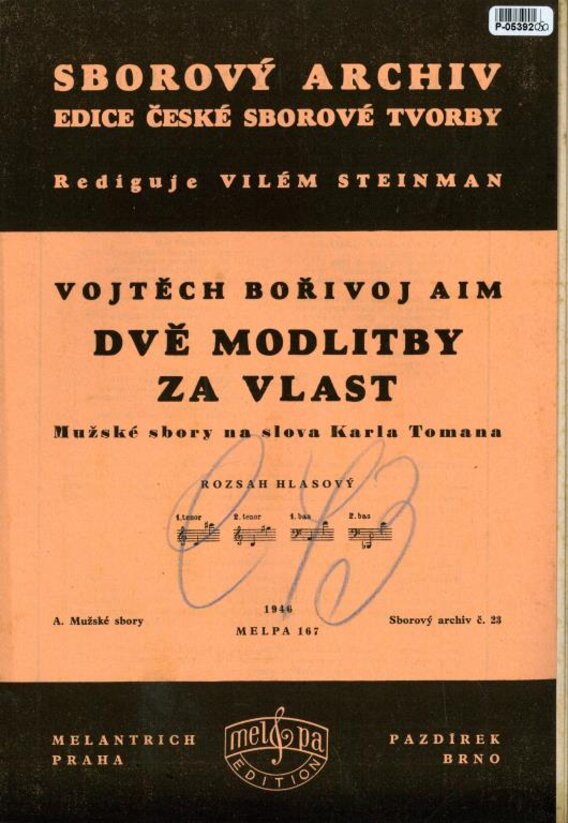 P-05392
SBOROVÝ ARCHIV
EDICE ČESKÉ SBOROVÉ TVORBY
Rediguje VILÉM STEINMAN
VOJTĚCH BOŘIVOJ AIM
DVĚ MODLITBY
ZA VLAST
Mužské sbory na slova Karla Tomana
ROZSAH HLASOVÝ
1. tenor 2. tenor 1. bas 2. bas
1946
A. Mužské sbory MELPA 167 Sborový archiv č. 23
MELANTRICH
PRAHA
mel pa
EDITION
PAZDÍREK
BRNO